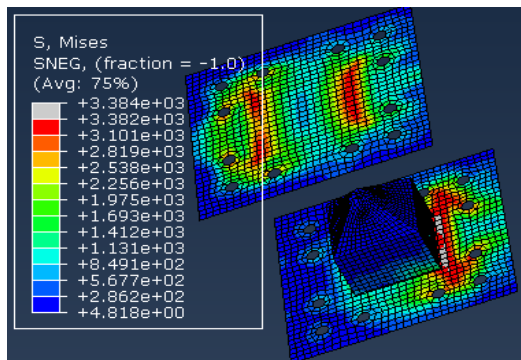 S, Mises
SNEG, (fraction = -1.0)
(Avg: 75%)
+3.384e+03
+3.382e+03
+3.101e+03
+2.819e+03
+2.538e+03
+2.256e+03
+1.975e+03
+1.693e+03
+1.412e+03
+1.131e+03
+8.491e+02
+5.677e+02
+2.862e+02
+4.818e+00